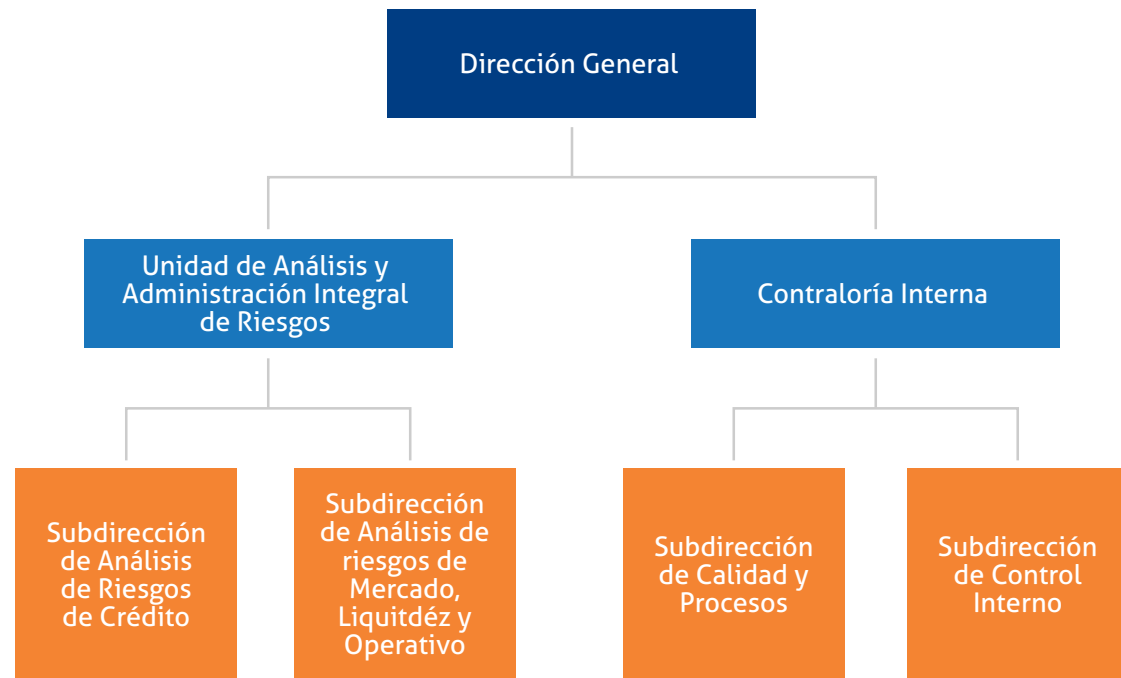 Dirección General
Unidad de Análisis y
Administración Integral
de Riesgos
Contraloría Interna
Subdirección
de Análisis
de Riesgos
de Crédito
Subdirección
de Análisis de
riesgos de
Mercado,
Liquitdéz y
Operativo
Subdirección
de Calidad y
Procesos
Subdirección
de Control
Interno